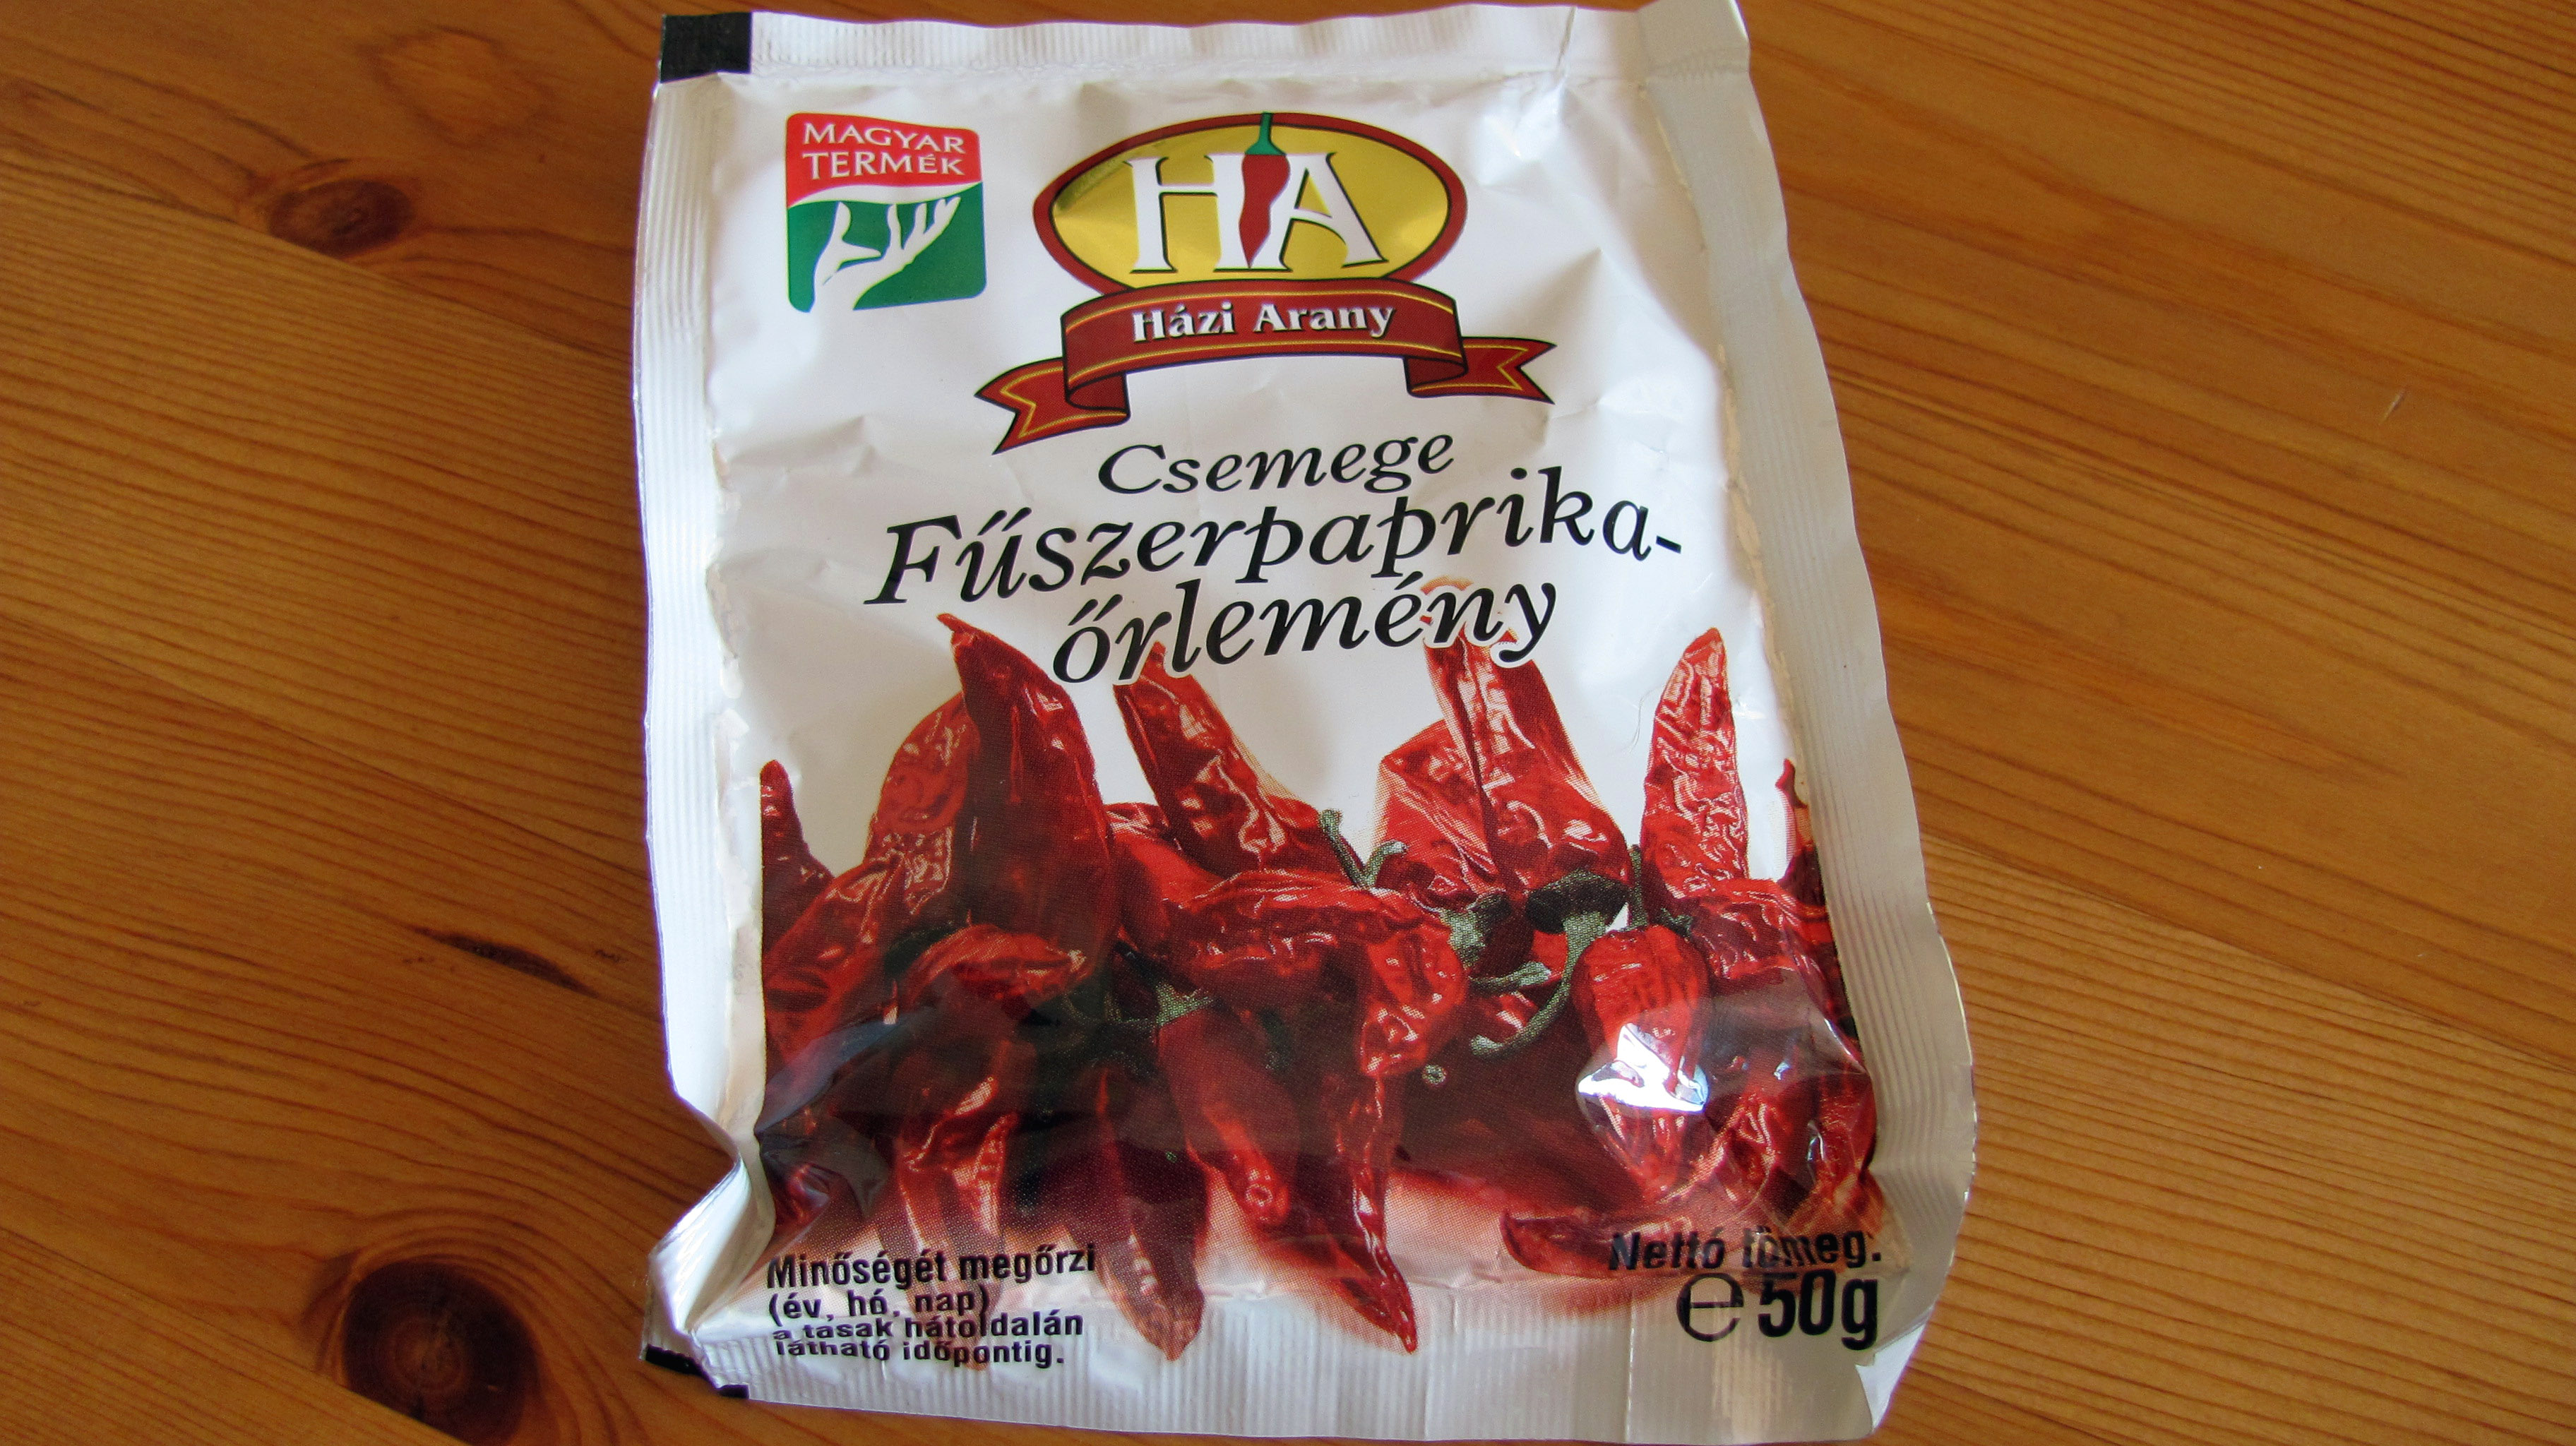 MAGYAR
TERMÉK
HA
Házi Arany
Csemege
Fűszerpaprika-
őrlemény
Minőségét megőrzi
(év, hó, nap)
a tasak hátoldalán
látható időpontig.
Nettó tömeg:
℮50g